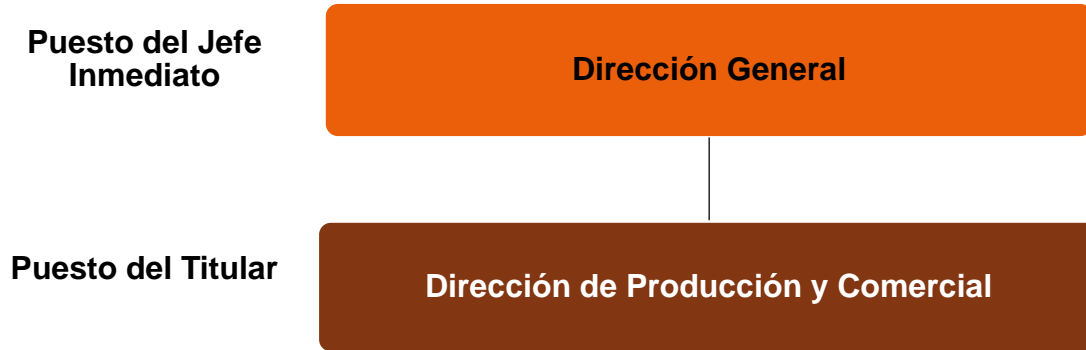 Puesto del Jefe
Inmediato
Dirección General
Puesto del Titular
Dirección de Producción y Comercial